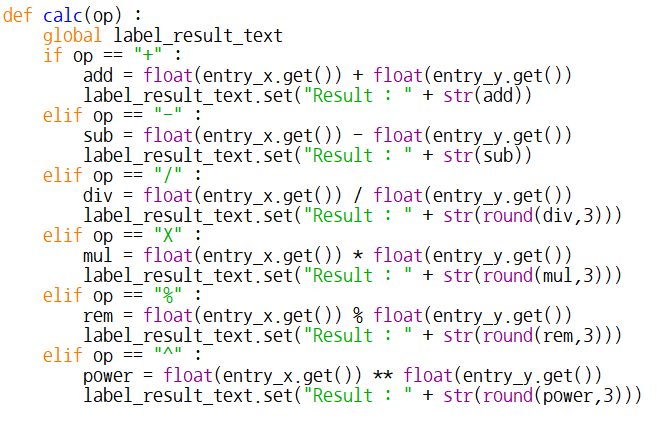 def calc(op) :
    global label_result_text
    if op == "+" :
        add = float(entry_x.get()) + float(entry_y.get())
        label_result_text.set("Result : " + str(add))
    elif op == "-" :
        sub = float(entry_x.get()) - float(entry_y.get())
        label_result_text.set("Result : " + str(sub))
    elif op == "/" :
        div = float(entry_x.get()) / float(entry_y.get())
        label_result_text.set("Result : " + str(round(div,3)))
    elif op == "X" :
        mul = float(entry_x.get()) * float(entry_y.get())
        label_result_text.set("Result : " + str(round(mul,3)))
    elif op == "%" :
        rem = float(entry_x.get()) % float(entry_y.get())
        label_result_text.set("Result : " + str(round(rem,3)))
    elif op == "^" :
        power = float(entry_x.get()) ** float(entry_y.get())
        label_result_text.set("Result : " + str(round(power,3)))